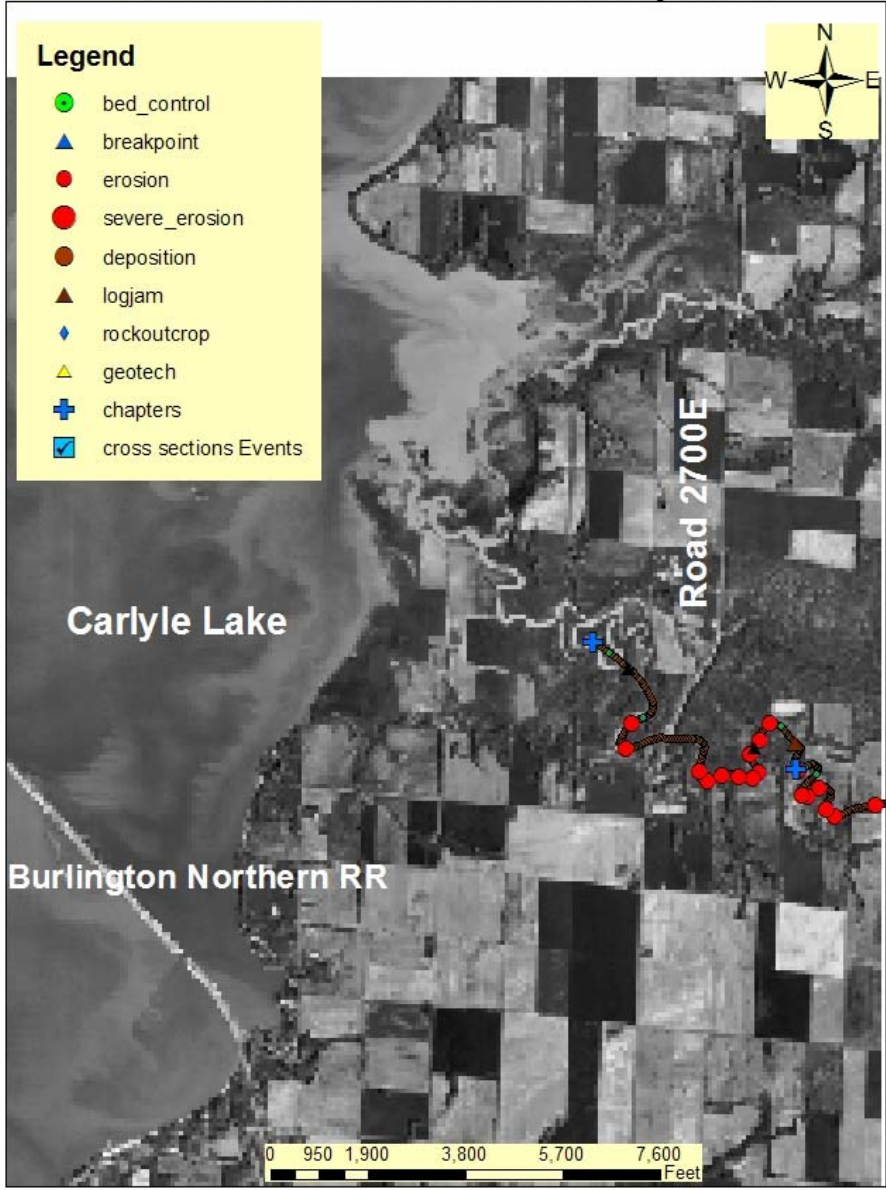 Legend
bed_control
breakpoint
erosion
severe_erosion
deposition
logjam
rockoutcrop
geotech
chapters
cross sections Events
N
W E
S
Road 2700E
Carlyle Lake
Burlington Northern RR
0 950 1,900 3,800 5,700 7,600
Feet